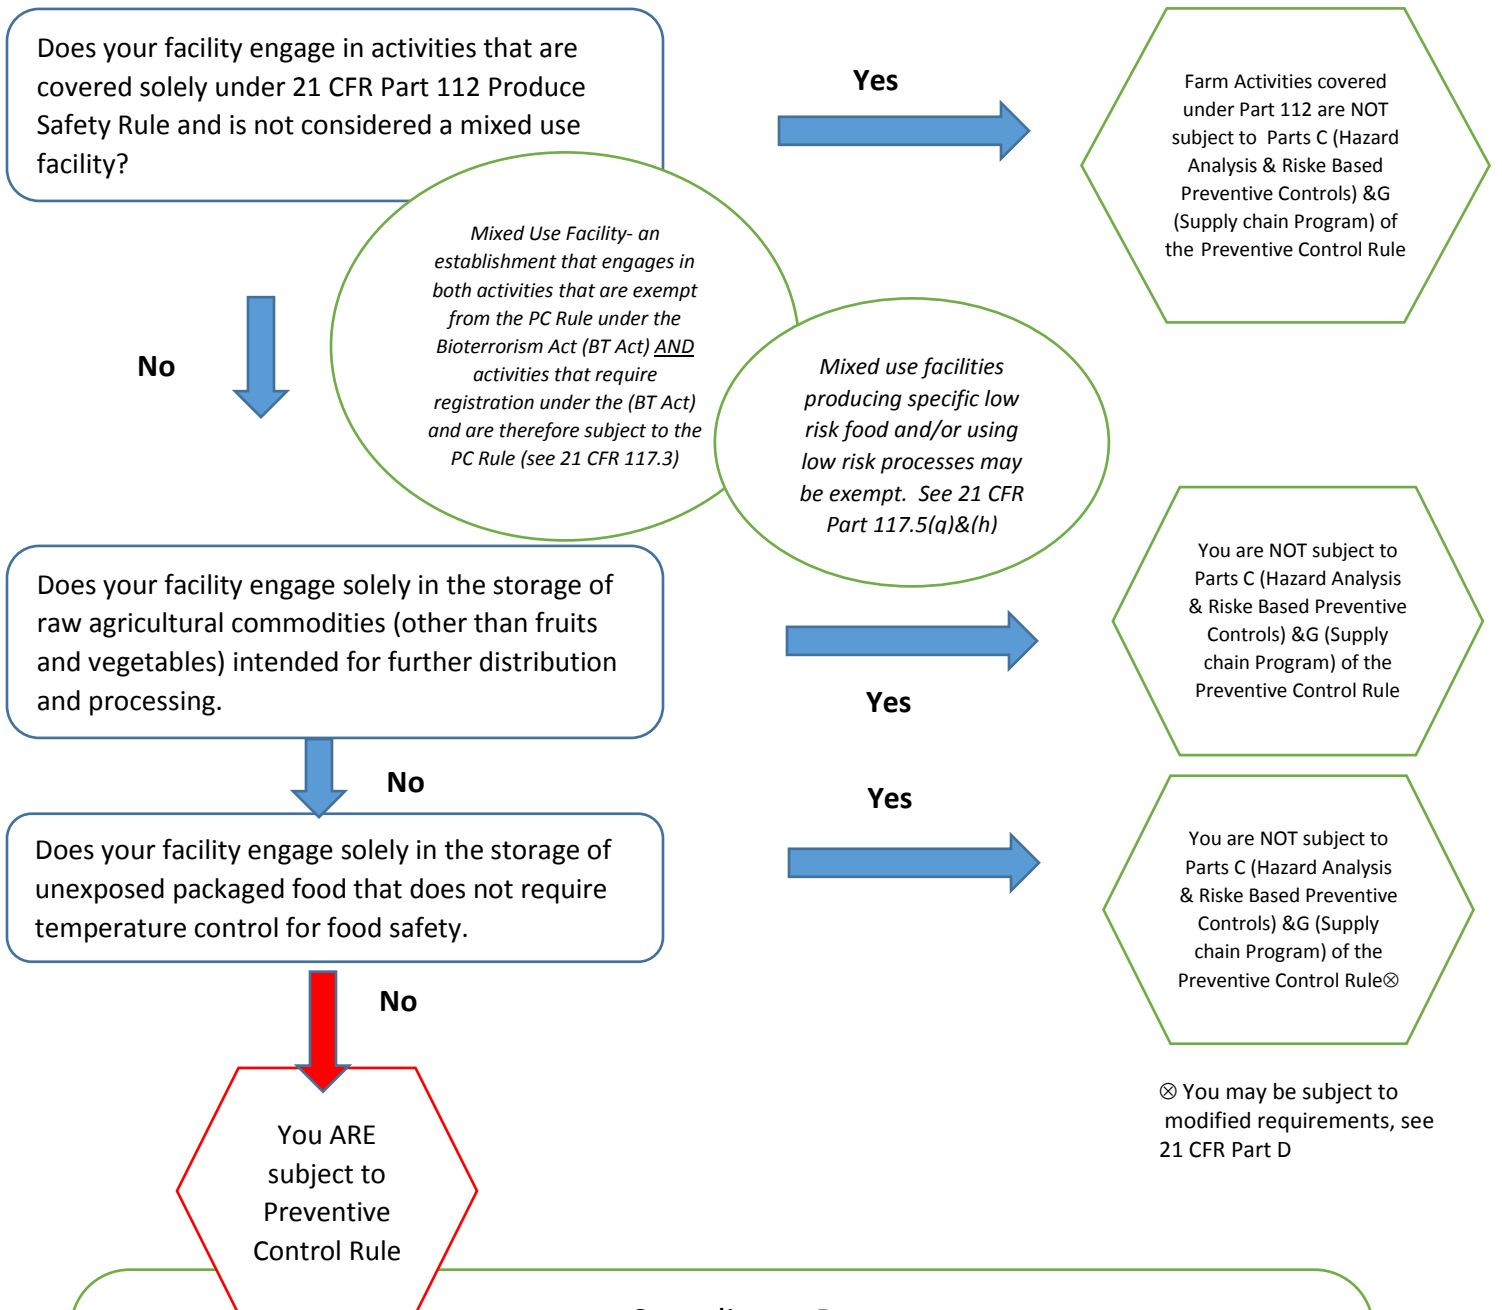 Does your facility engage in activities that are
covered solely under 21 CFR Part 112 Produce
Safety Rule and is not considered a mixed use
facility?
Yes
Farm Activities covered
under Part 112 are NOT
subject to Parts C (Hazard
Analysis & Riske Based
Preventive Controls) &G
(Supply chain Program) of
the Preventive Control Rule
Mixed Use Facility- an
establishment that engages in
both activities that are exempt
from the PC Rule under the
Bioterrorism Act (BT Act) AND
activities that require
registration under the (BT Act)
and are therefore subject to the
PC Rule (see 21 CFR 117.3)
No
Mixed use facilities
producing specific low
risk food and/or using
low risk processes may
be exempt. See 21 CFR
Part 117.5(g)&(h)
Does your facility engage solely in the storage of
raw agricultural commodities (other than fruits
and vegetables) intended for further distribution
and processing.
Yes
You are NOT subject to
Parts C (Hazard Analysis
& Riske Based Preventive
Controls) &G (Supply
chain Program) of the
Preventive Control Rule
No
Does your facility engage solely in the storage of
unexposed packaged food that does not require
temperature control for food safety.
Yes
You are NOT subject to
Parts C (Hazard Analysis
& Riske Based Preventive
Controls) &G (Supply
chain Program) of the
Preventive Control Rule⊗
No
⊗ You may be subject to
modified requirements, see
21 CFR Part D
You ARE
subject to
Preventive
Control Rule